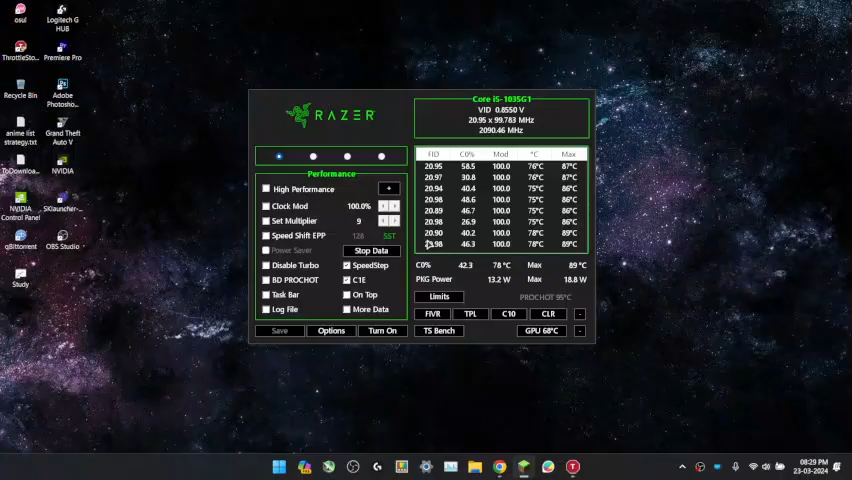 osu!
Logitech G
HUB
ThrottleSto...
Premiere Pro
Recycle Bin
Adobe
Photosho...
anime list
strategy.txt
Grand Theft
Auto V
ToDownloa...
NVIDIA
NVIDIA
Control Panel
SKlauncher-...
qBittorrent
OBS Studio
Study
RAZER
Core i5-1035G1
VID 0.8550 V
20.95 x 99.783 MHz
2090.46 MHz
Performance
High Performance +
Clock Mod 100.0%
Set Multiplier 9
Speed Shift EPP 128 SST
Power Saver Stop Data
Disable Turbo SpeedStep
BD PROCHOT C1E
Task Bar On Top
Log File More Data
Save Options Turn On
FID C0% Mod °C Max
20.95 58.5 100.0 76°C 87°C
20.97 30.8 100.0 76°C 87°C
20.94 40.4 100.0 75°C 86°C
20.98 48.6 100.0 75°C 86°C
20.89 46.7 100.0 75°C 86°C
20.98 26.9 100.0 75°C 86°C
20.90 40.2 100.0 78°C 89°C
.98 46.3 100.0 78°C 89°C
C0% 42.3 78 °C Max 89 °C
PKG Power 13.2 W Max 18.8 W
Limits PROCHOT 95°C
FIVR TPL C10 CLR -
TS Bench GPU 68°C -
08:29 PM
23-03-2024